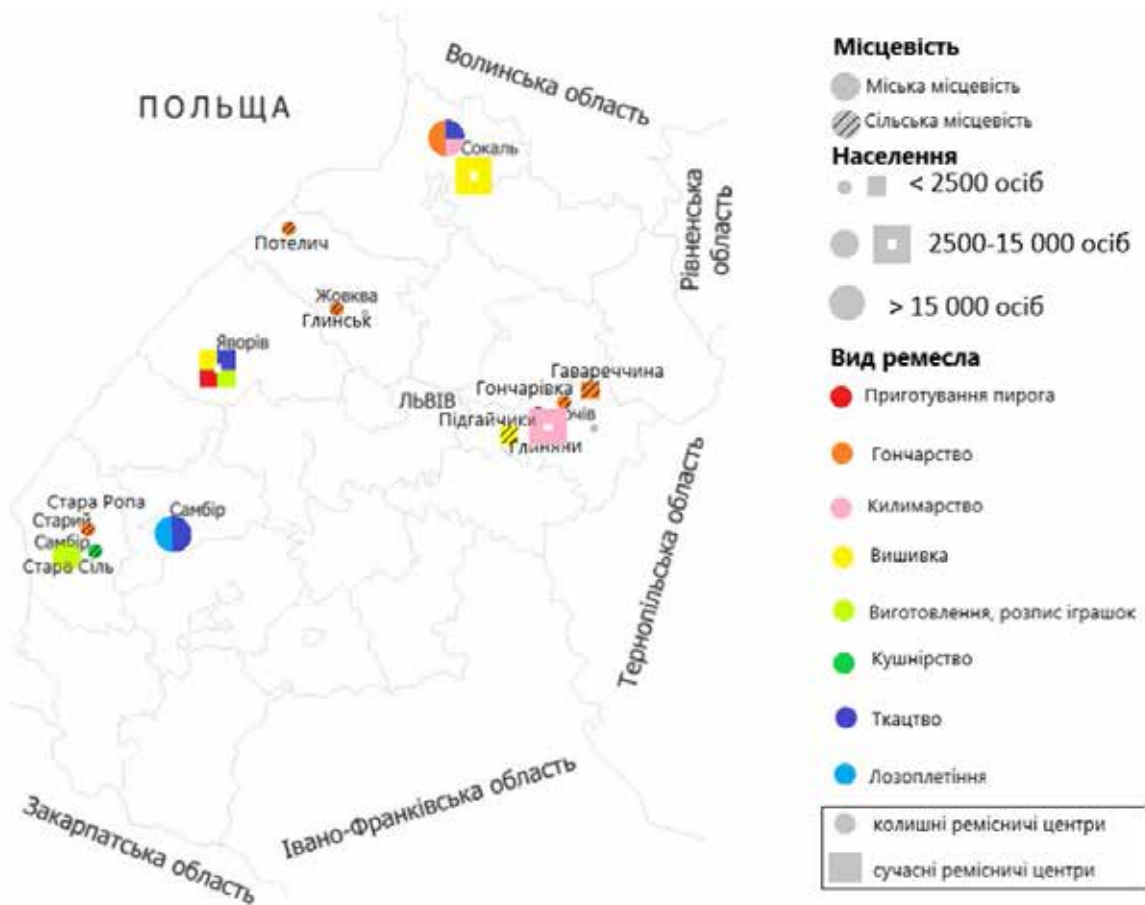 ПОЛЬЩА
Волинська область
Сокаль
Рівненська
область
Потелич
Жовква
Глинськ
Яворів
Гавареччина
Гончарівка
ЛЬВІВ
Підгайчики
Глиняни
Стара Ропа
Старий
Самбір
Самбір
Стара Сіль
Тернопільська область
Івано-Франківська область
Закарпатська область
Місцевість
Міська місцевість
Сільська місцевість
Населення
< 2500 осіб
2500-15 000 осіб
> 15 000 осіб
Вид ремесла
Приготування пирога
Гончарство
Килимарство
Вишивка
Виготовлення, розпис іграшок
Кушнірство
Ткацтво
Лозоплетіння
колишні ремісничі центри
сучасні ремісничі центри